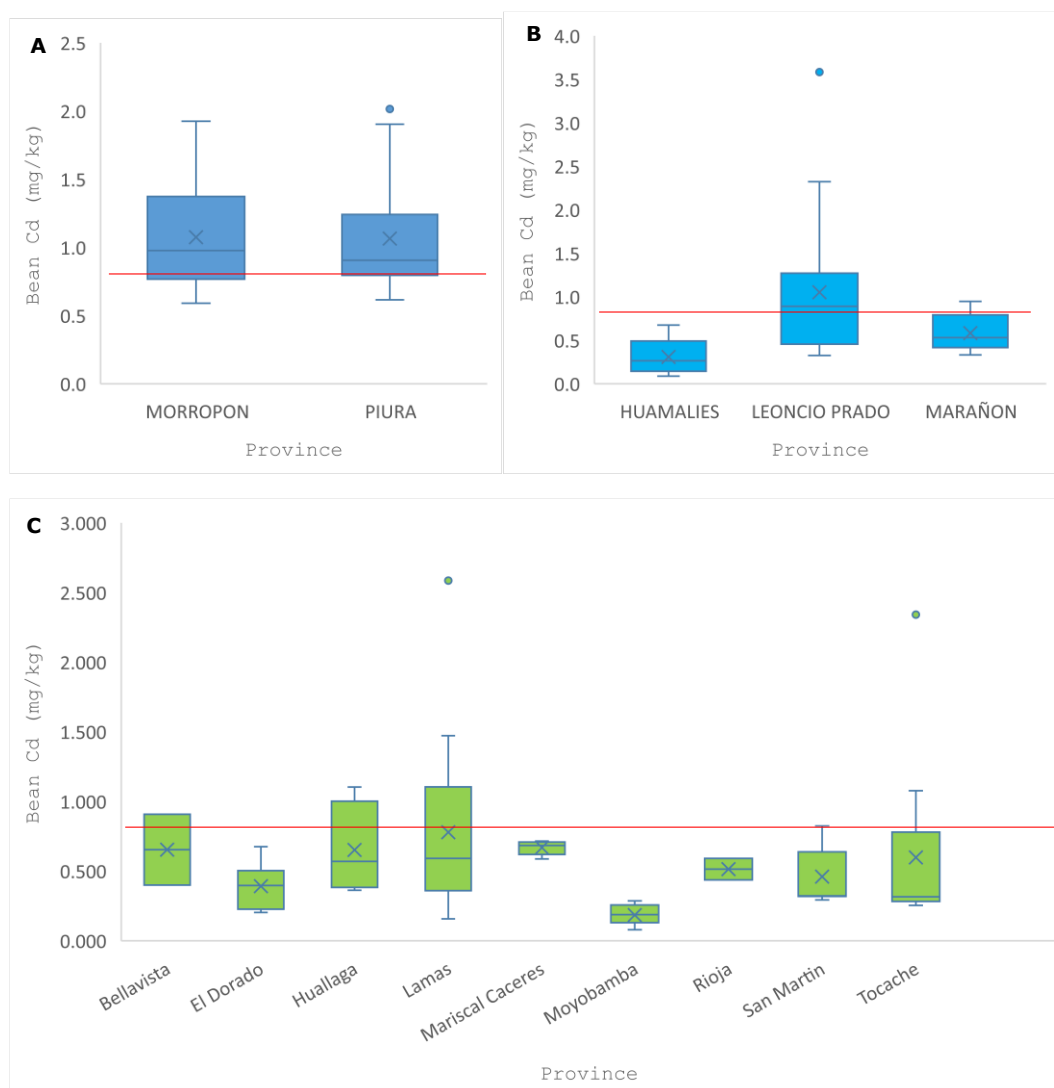 A
Bean Cd (mg/kg)
2.5
2.0
1.5
1.0
0.5
0.0
MORROPON PIURA
Province
B
Bean Cd (mg/kg)
4.0
3.5
3.0
2.5
2.0
1.5
1.0
0.5
0.0
HUAMALIES LEONCIO PRADO MARAÑON
Province
C
Bean Cd (mg/kg)
3.000
2.500
2.000
1.500
1.000
0.500
0.000
Bellavista
El Dorado
Huallaga
Lamas
Mariscal Caceres
Moyobamba
Rioja
San Martin
Tocache
Province